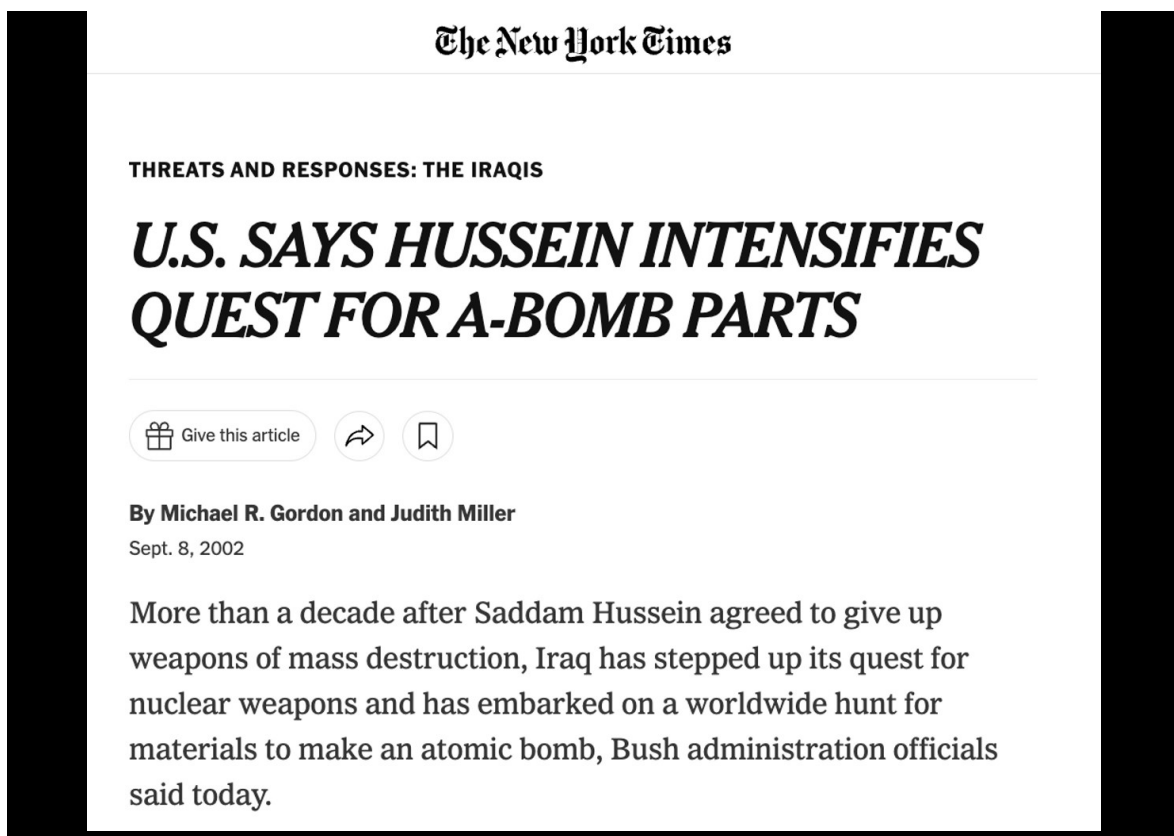 The New York Times
THREATS AND RESPONSES: THE IRAQIS
U.S. SAYS HUSSEIN INTENSIFIES
QUEST FOR A-BOMB PARTS
Give this article
By Michael R. Gordon and Judith Miller
Sept. 8, 2002
More than a decade after Saddam Hussein agreed to give up
weapons of mass destruction, Iraq has stepped up its quest for
nuclear weapons and has embarked on a worldwide hunt for
materials to make an atomic bomb, Bush administration officials
said today.